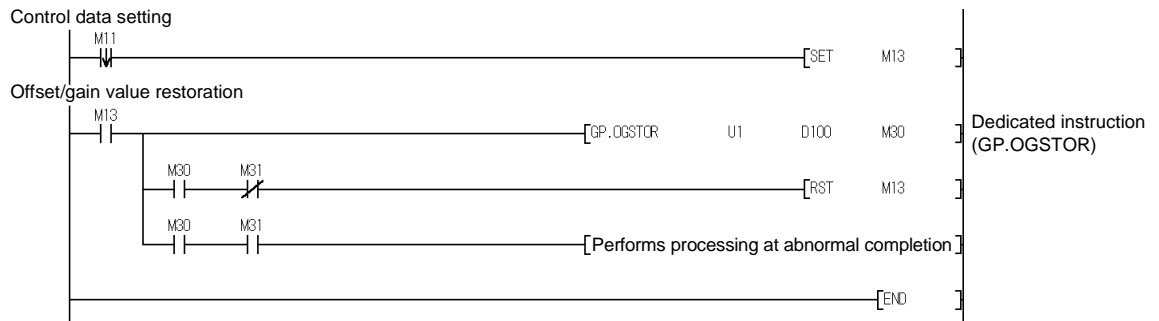 Control data setting
M11
SET M13
Offset/gain value restoration
M13
GP.OGSTOR U1 D100 M30
Dedicated instruction
(GP.OGSTOR)
M30 M31
RST M13
M30 M31
Performs processing at abnormal completion
END